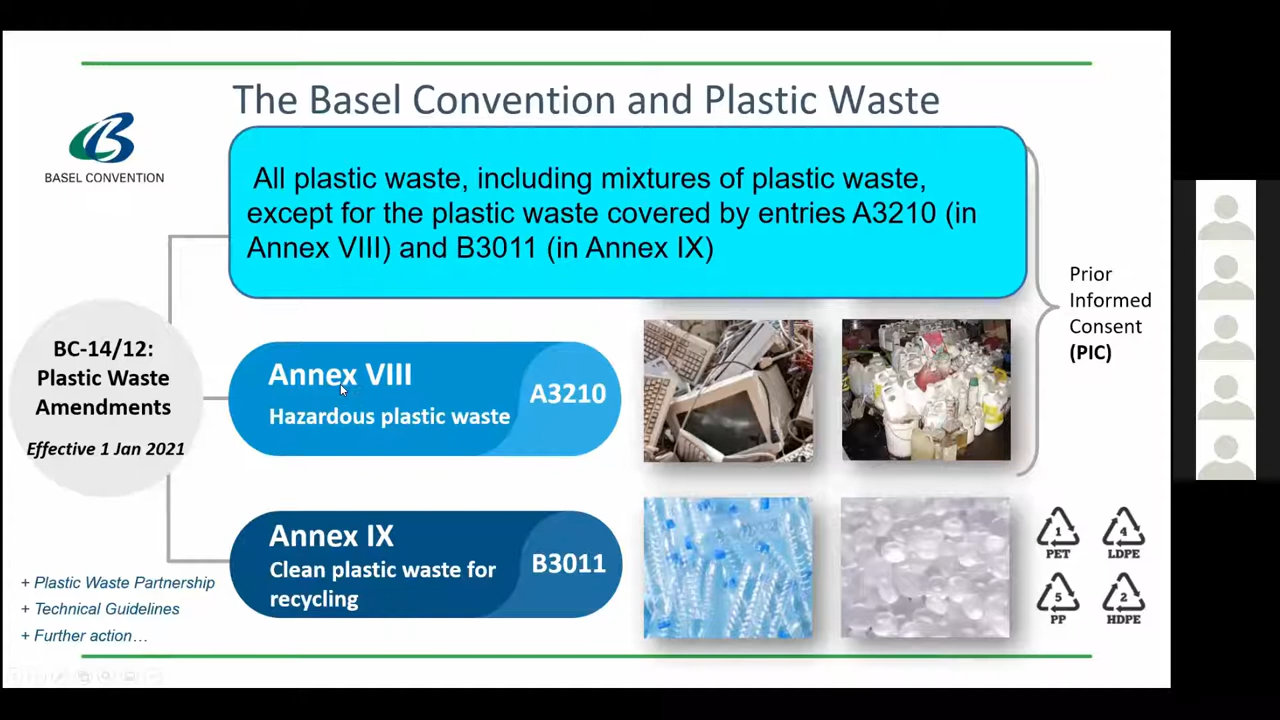 The Basel Convention and Plastic Waste
BASEL CONVENTION
All plastic waste, including mixtures of plastic waste,
except for the plastic waste covered by entries A3210 (in
Annex VIII) and B3011 (in Annex IX)
Prior
Informed
Consent
(PIC)
BC-14/12:
Plastic Waste
Amendments
Effective 1 Jan 2021
Annex VIII
Hazardous plastic waste
A3210
Annex IX
Clean plastic waste for
recycling
B3011
1
PET
4
LDPE
5
PP
2
HDPE
+ Plastic Waste Partnership
+ Technical Guidelines
+ Further action…